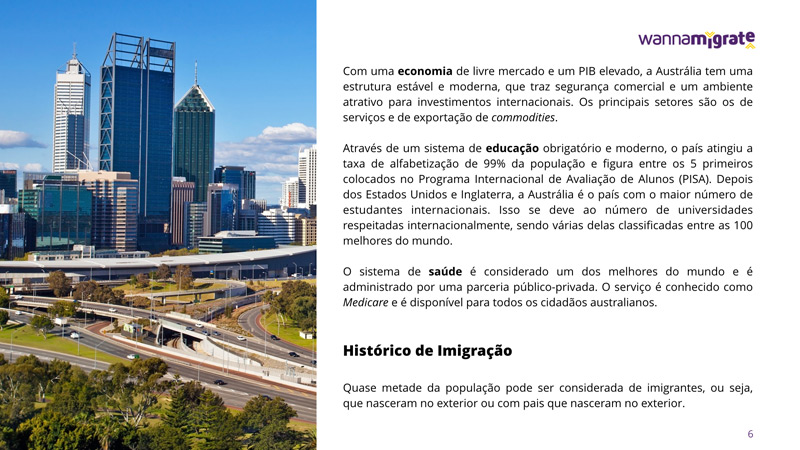 wannamigrate
Com uma economia de livre mercado e um PIB elevado, a Austrália tem uma
estrutura estável e moderna, que traz segurança comercial e um ambiente
atrativo para investimentos internacionais. Os principais setores são os de
serviços e de exportação de commodities.
Através de um sistema de educação obrigatório e moderno, o país atingiu a
taxa de alfabetização de 99% da população e figura entre os 5 primeiros
colocados no Programa Internacional de Avaliação de Alunos (PISA). Depois
dos Estados Unidos e Inglaterra, a Austrália é o país com o maior número de
estudantes internacionais. Isso se deve ao número de universidades
respeitadas internacionalmente, sendo várias delas classificadas entre as 100
melhores do mundo.
O sistema de saúde é considerado um dos melhores do mundo e é
administrado por uma parceria público-privada. O serviço é conhecido como
Medicare e é disponível para todos os cidadãos australianos.
Histórico de Imigração
Quase metade da população pode ser considerada de imigrantes, ou seja,
que nasceram no exterior ou com pais que nasceram no exterior.
6